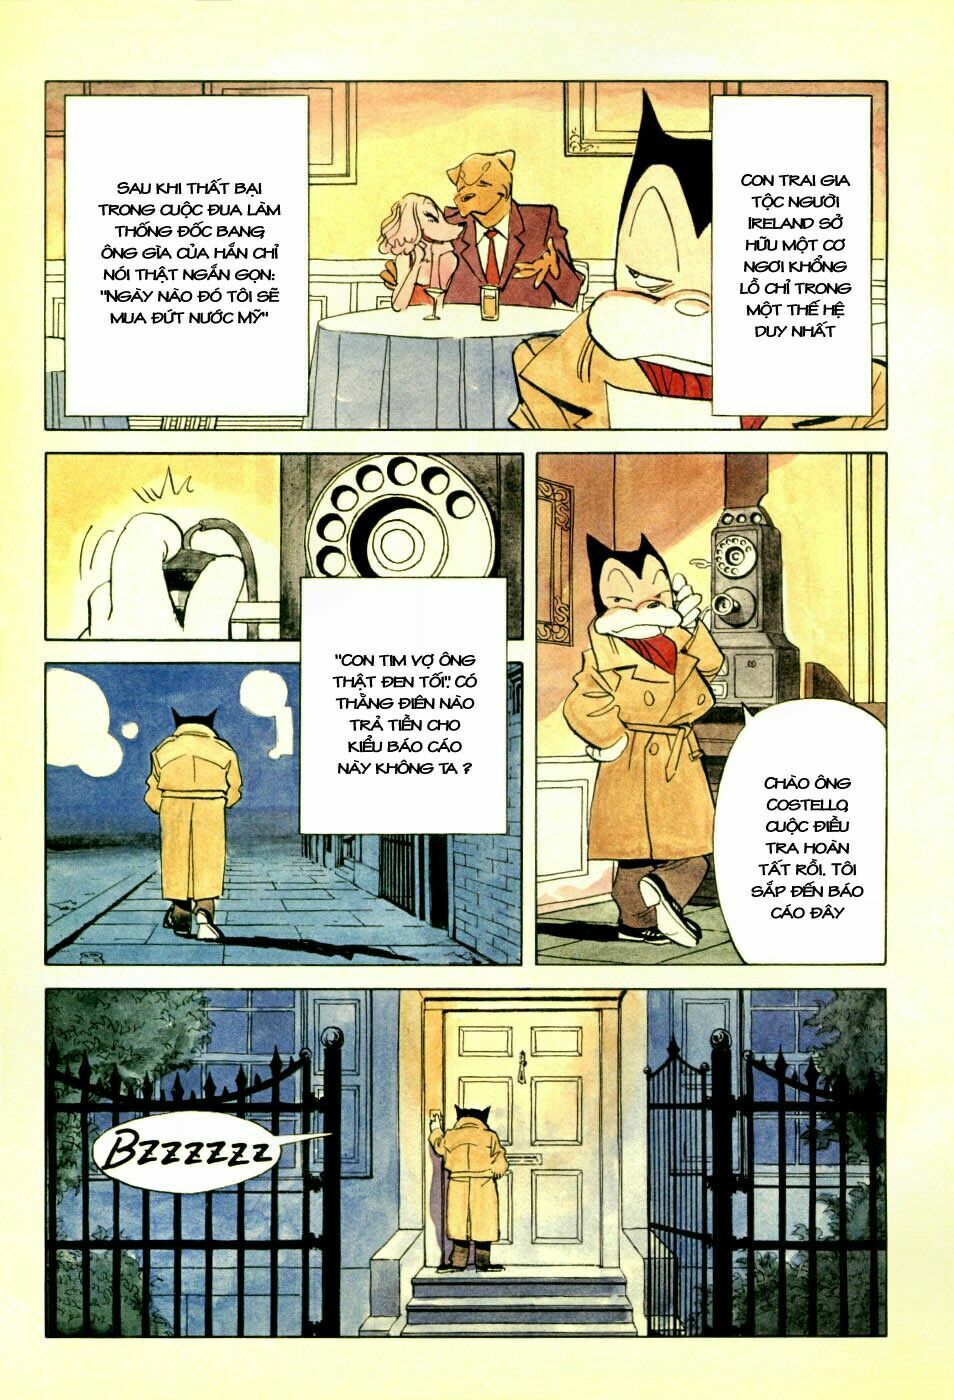 SAU KHI THẤT BẠI
TRONG CUỘC ĐUA LÀM
THỐNG ĐỐC BANG,
ÔNG GÌA CỦA HẮN CHỈ
NÓI THẬT NGẮN GỌN:
"NGÀY NÀO ĐÓ TÔI SẼ
MUA ĐỨT NƯỚC MỸ"
CON TRAI GIA
TỘC NGƯỜI
IRELAND SỞ
HỮU MỘT CƠ
NGƠI KHỔNG
LỒ CHỈ TRONG
MỘT THẾ HỆ
DUY NHẤT
CHÀO ÔNG
COSTELLO,
CUỘC ĐIỀU
TRA HOÀN
TẤT RỒI. TÔI
SẮP ĐẾN BÁO
CÁO ĐÂY
"CON TIM VỢ ÔNG
THẬT ĐEN TỐI". CÓ
THẰNG ĐIÊN NÀO
TRẢ TIỀN CHO
KIỂU BÁO CÁO
NÀY KHÔNG TA ?
BZZZZZZ